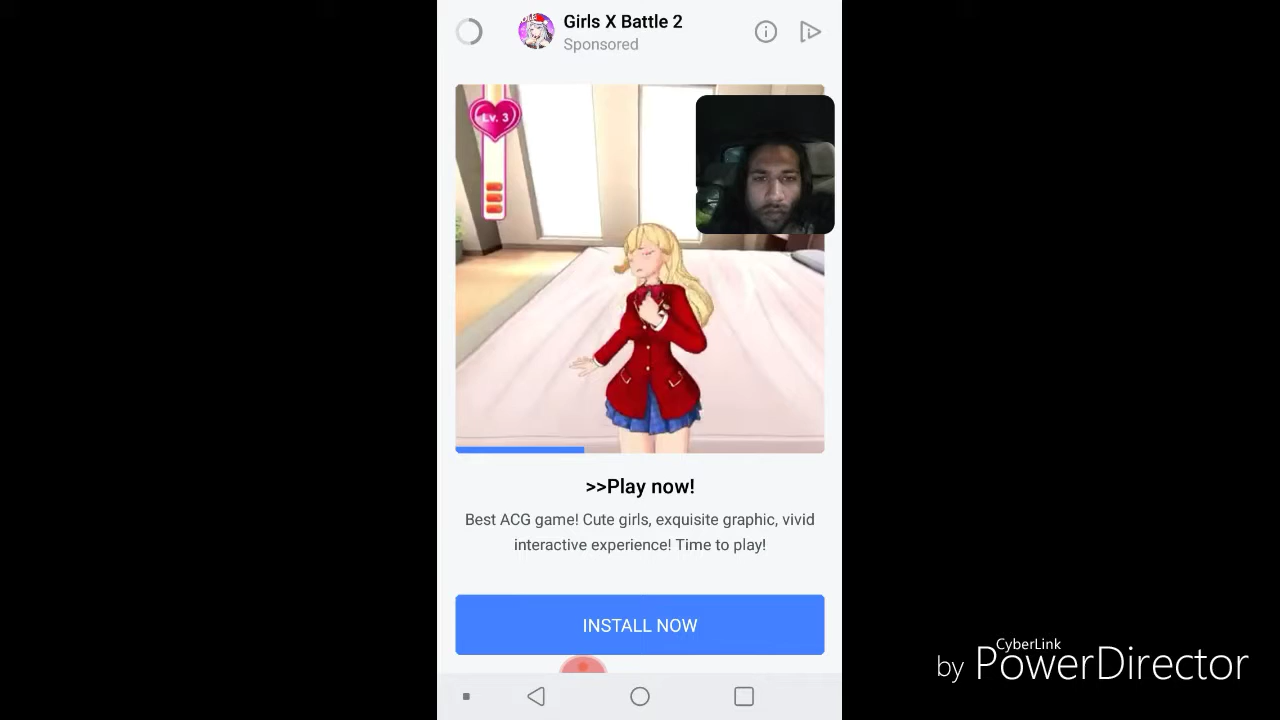 Girls X Battle 2
Sponsored
Lv. 3
>>Play now!
Best ACG game! Cute girls, exquisite graphic, vivid
interactive experience! Time to play!
INSTALL NOW
CyberLink
by PowerDirector